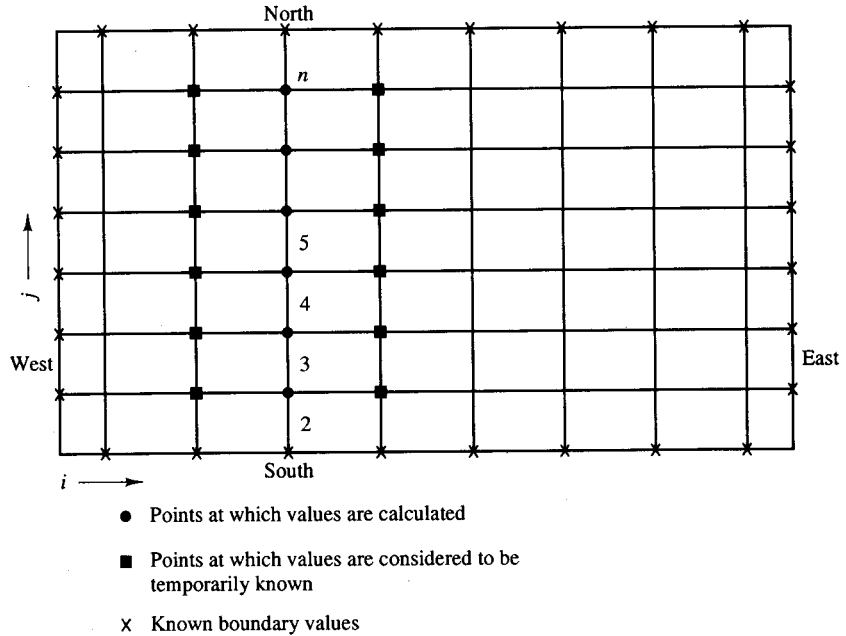 North
n
5
4
3
2
j
West
East
South
i
Points at which values are calculated
Points at which values are considered to be
temporarily known
x Known boundary values